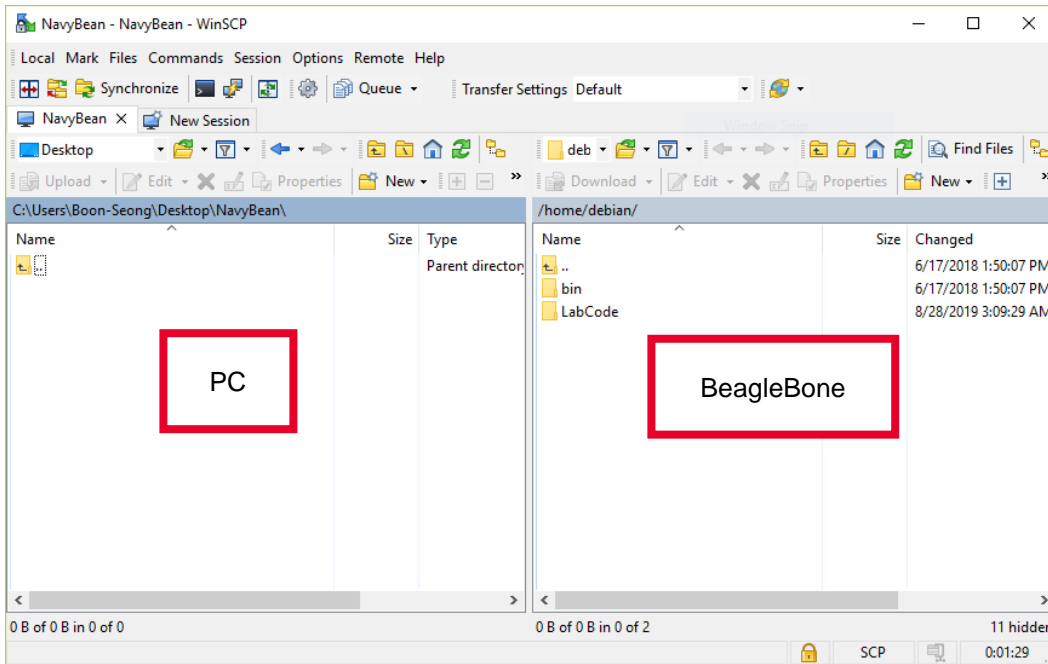 NavyBean - NavyBean - WinSCP
Local Mark Files Commands Session Options Remote Help
Synchronize Queue Transfer Settings Default
NavyBean X New Session
Desktop deb Find Files
Upload Edit Properties New » Download Edit Properties New »
C:\Users\Boon-Seong\Desktop\NavyBean\ /home/debian/
Name Size Type Name Size Changed
.. Parent director .. 6/17/2018 1:50:07 PM
bin 6/17/2018 1:50:07 PM
LabCode 8/28/2019 3:09:29 AM
PC BeagleBone
0 B of 0 B in 0 of 0 0 B of 0 B in 0 of 2 11 hidden
SCP 0:01:29